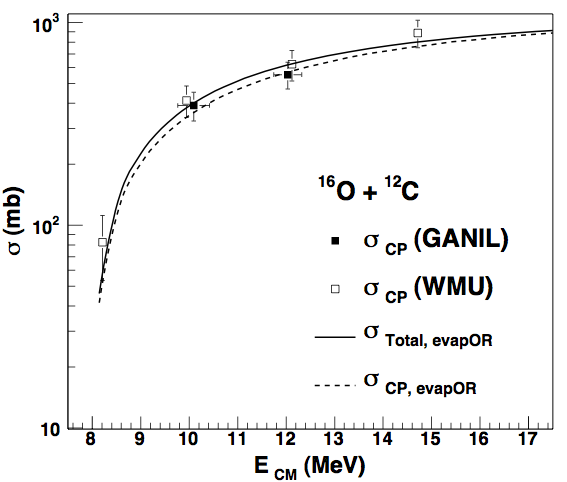 10³
10²
10
σ (mb)
¹⁶O + ¹²C
σ CP (GANIL)
σ CP (WMU)
σ Total, evapOR
σ CP, evapOR
8 9 10 11 12 13 14 15 16 17
E CM (MeV)